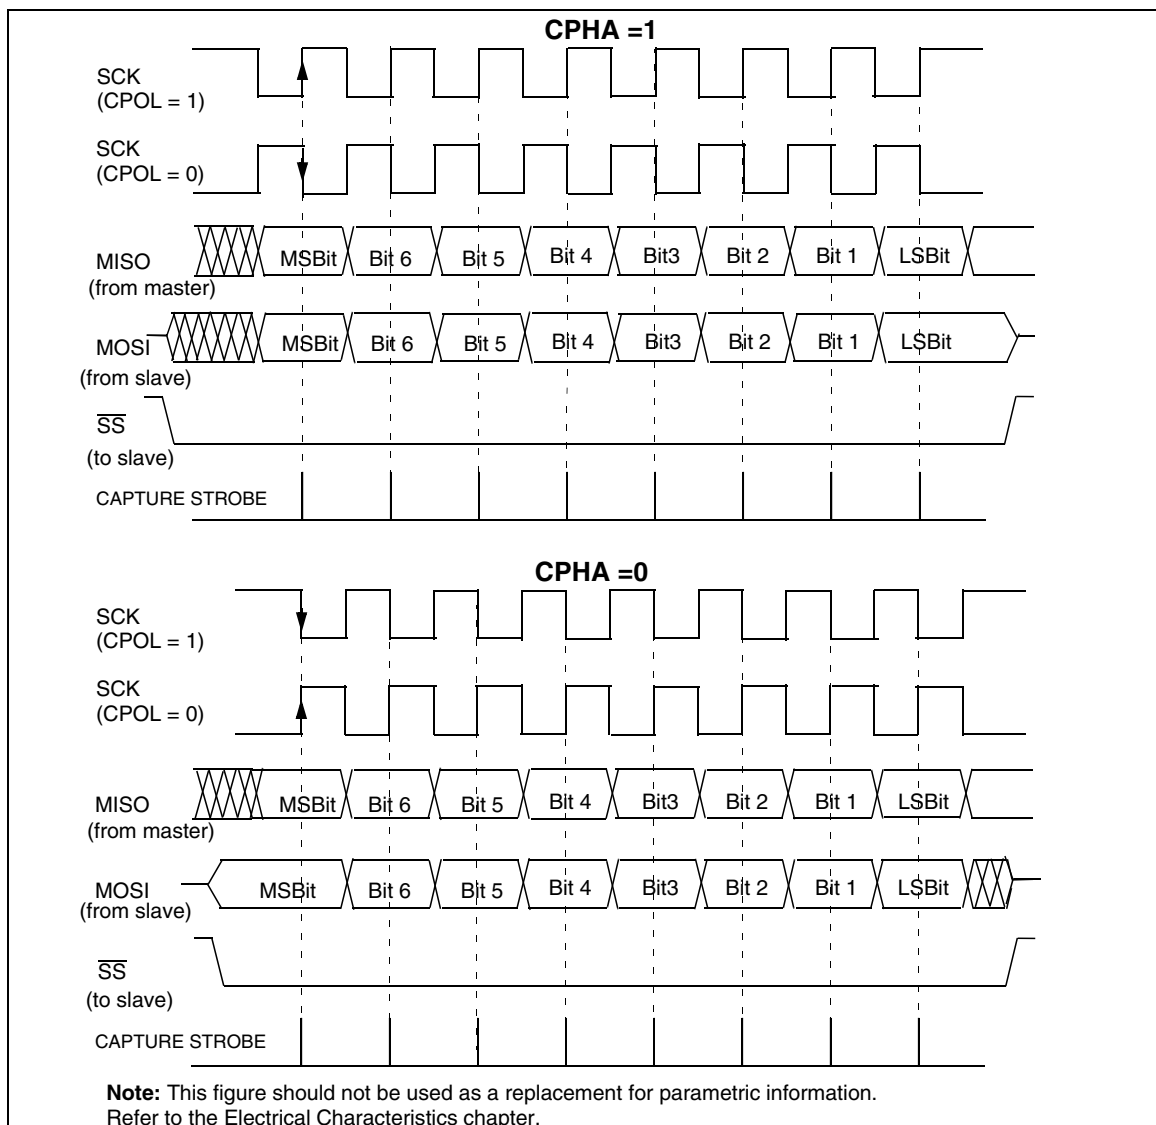 CPHA =1
SCK
(CPOL = 1)
SCK
(CPOL = 0)
MISO
(from master)
MSBit Bit 6 Bit 5 Bit 4 Bit3 Bit 2 Bit 1 LSBit
MOSI
(from slave)
MSBit Bit 6 Bit 5 Bit 4 Bit3 Bit 2 Bit 1 LSBit
SS
(to slave)
CAPTURE STROBE
CPHA =0
SCK
(CPOL = 1)
SCK
(CPOL = 0)
MISO
(from master)
MSBit Bit 6 Bit 5 Bit 4 Bit3 Bit 2 Bit 1 LSBit
MOSI
(from slave)
MSBit Bit 6 Bit 5 Bit 4 Bit3 Bit 2 Bit 1 LSBit
SS
(to slave)
CAPTURE STROBE
Note: This figure should not be used as a replacement for parametric information.
Refer to the Electrical Characteristics chapter.